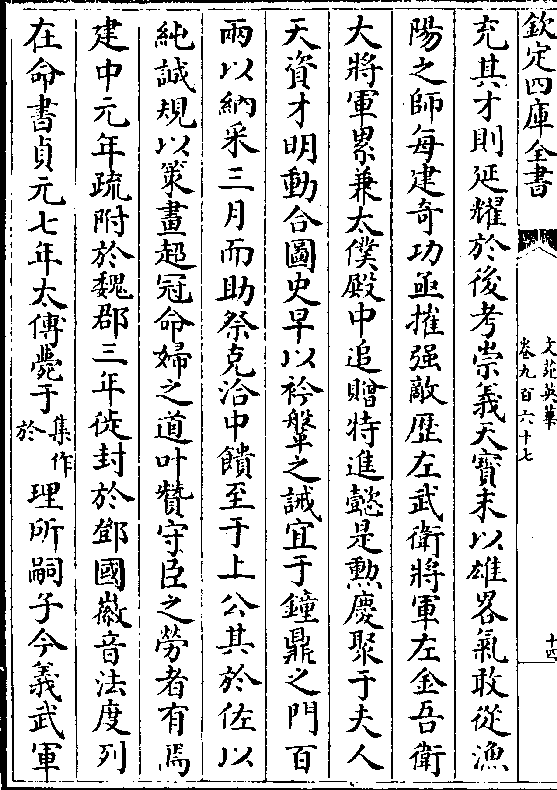 欽定四庫全書
文苑英華
卷九百六十七
十四
充其才則延耀於後考崇義天寶末以雄畧氣敢從漁
陽之師每建奇功亟摧强敵歴左武衛將軍左金吾衛
大將軍累兼太僕殿中追贈特進懿是勲慶聚于夫人
天資才明動合圖史早以衿鞶之誡宜于鐘鼎之門百
兩以納采三月而助祭克洽中饋至于上公其於佐以
純誠規以策畫超冠命婦之道叶贊守臣之勞者有焉
建中元年疏附於魏郡三年徙封於鄧國徽音法度列
在命書貞元七年太傅薨于集作於理所嗣子今義武軍